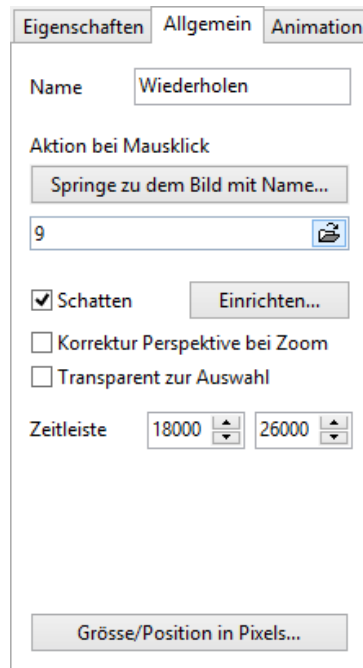 Eigenschaften Allgemein Animation
Name Wiederholen
Aktion bei Mausklick
Springe zu dem Bild mit Name...
9
Schatten Einrichten...
Korrektur Perspektive bei Zoom
Transparent zur Auswahl
Zeitleiste 18000 26000
Grösse/Position in Pixels...